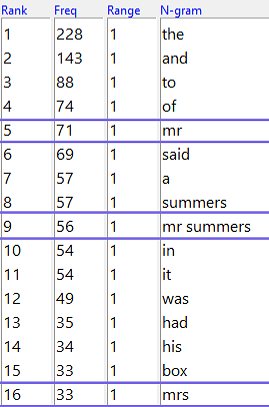 Rank Freq Range N-gram
1 228 1 the
2 143 1 and
3 88 1 to
4 74 1 of
5 71 1 mr
6 69 1 said
7 57 1 a
8 57 1 summers
9 56 1 mr summers
10 54 1 in
11 54 1 it
12 49 1 was
13 35 1 had
14 34 1 his
15 33 1 box
16 33 1 mrs